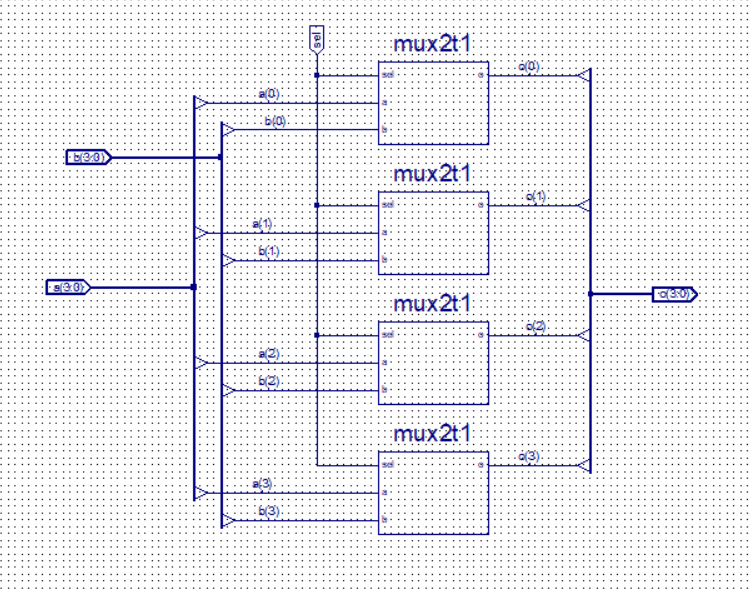 sel
mux2t1
sel
o
o(0)
a(0)
a
b(0)
b
b(3:0)
mux2t1
sel
o
o(1)
a(1)
a
b(1)
b
a(3:0)
o(3:0)
mux2t1
sel
o
o(2)
a(2)
a
b(2)
b
mux2t1
sel
o
o(3)
a(3)
a
b(3)
b